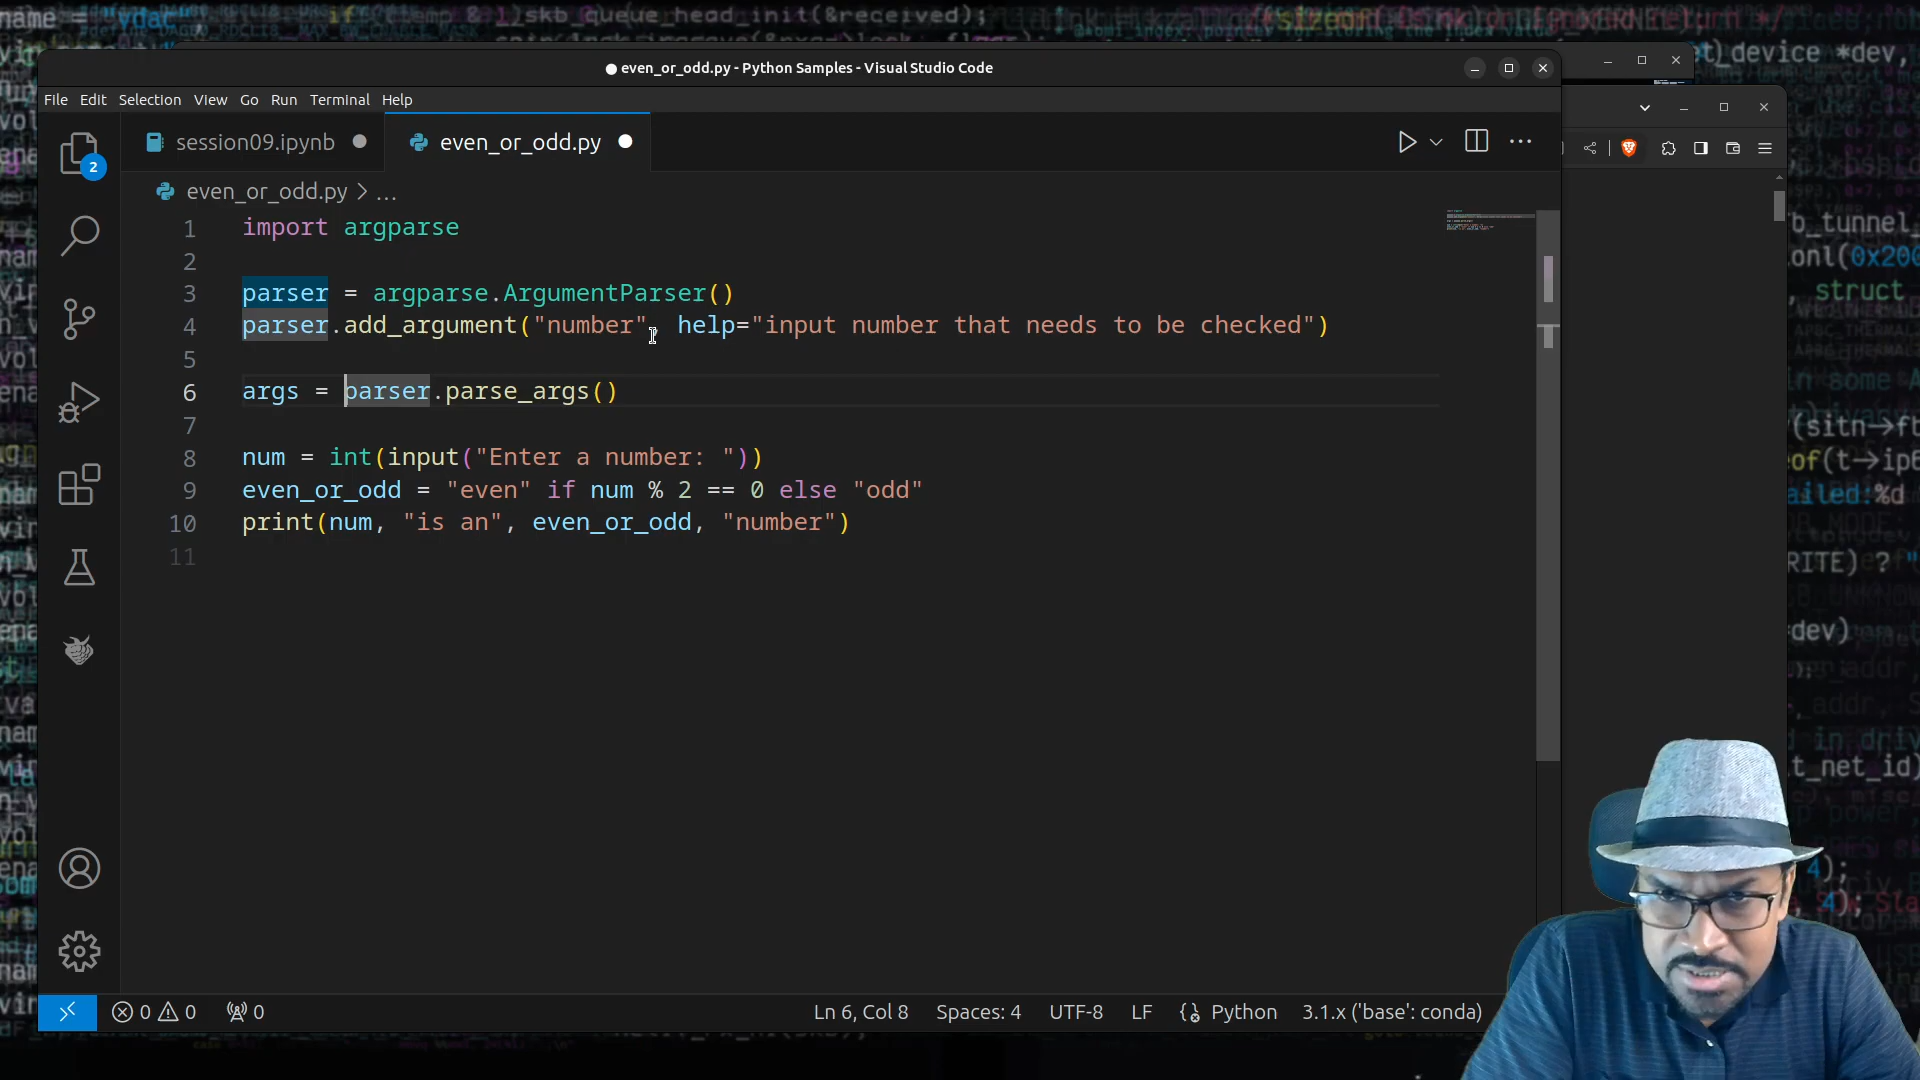 even_or_odd.py - Python Samples - Visual Studio Code
File Edit Selection View Go Run Terminal Help
session09.ipynb
even_or_odd.py
2
even_or_odd.py > ...
1 import argparse
2
3 parser = argparse.ArgumentParser()
4 parser.add_argument("number", help="input number that needs to be checked")
5
6 args = parser.parse_args()
7
8 num = int(input("Enter a number: "))
9 even_or_odd = "even" if num % 2 == 0 else "odd"
10 print(num, "is an", even_or_odd, "number")
11
0 0 0 Ln 6, Col 8 Spaces: 4 UTF-8 LF Python 3.1.x ('base': conda)